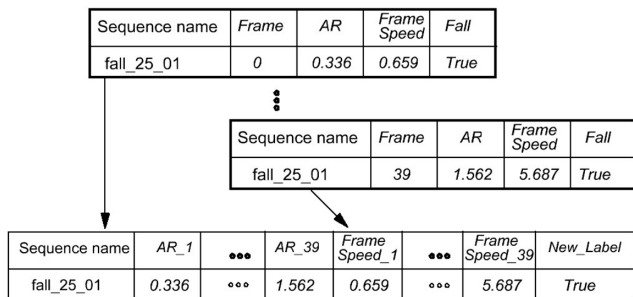 Sequence name Frame AR Frame Speed Fall
fall_25_01 0 0.336 0.659 True
Sequence name Frame AR Frame Speed Fall
fall_25_01 39 1.562 5.687 True
Sequence name AR_1 AR_39 Frame Speed_1 Frame Speed_39 New_Label
fall_25_01 0.336 1.562 0.659 5.687 True